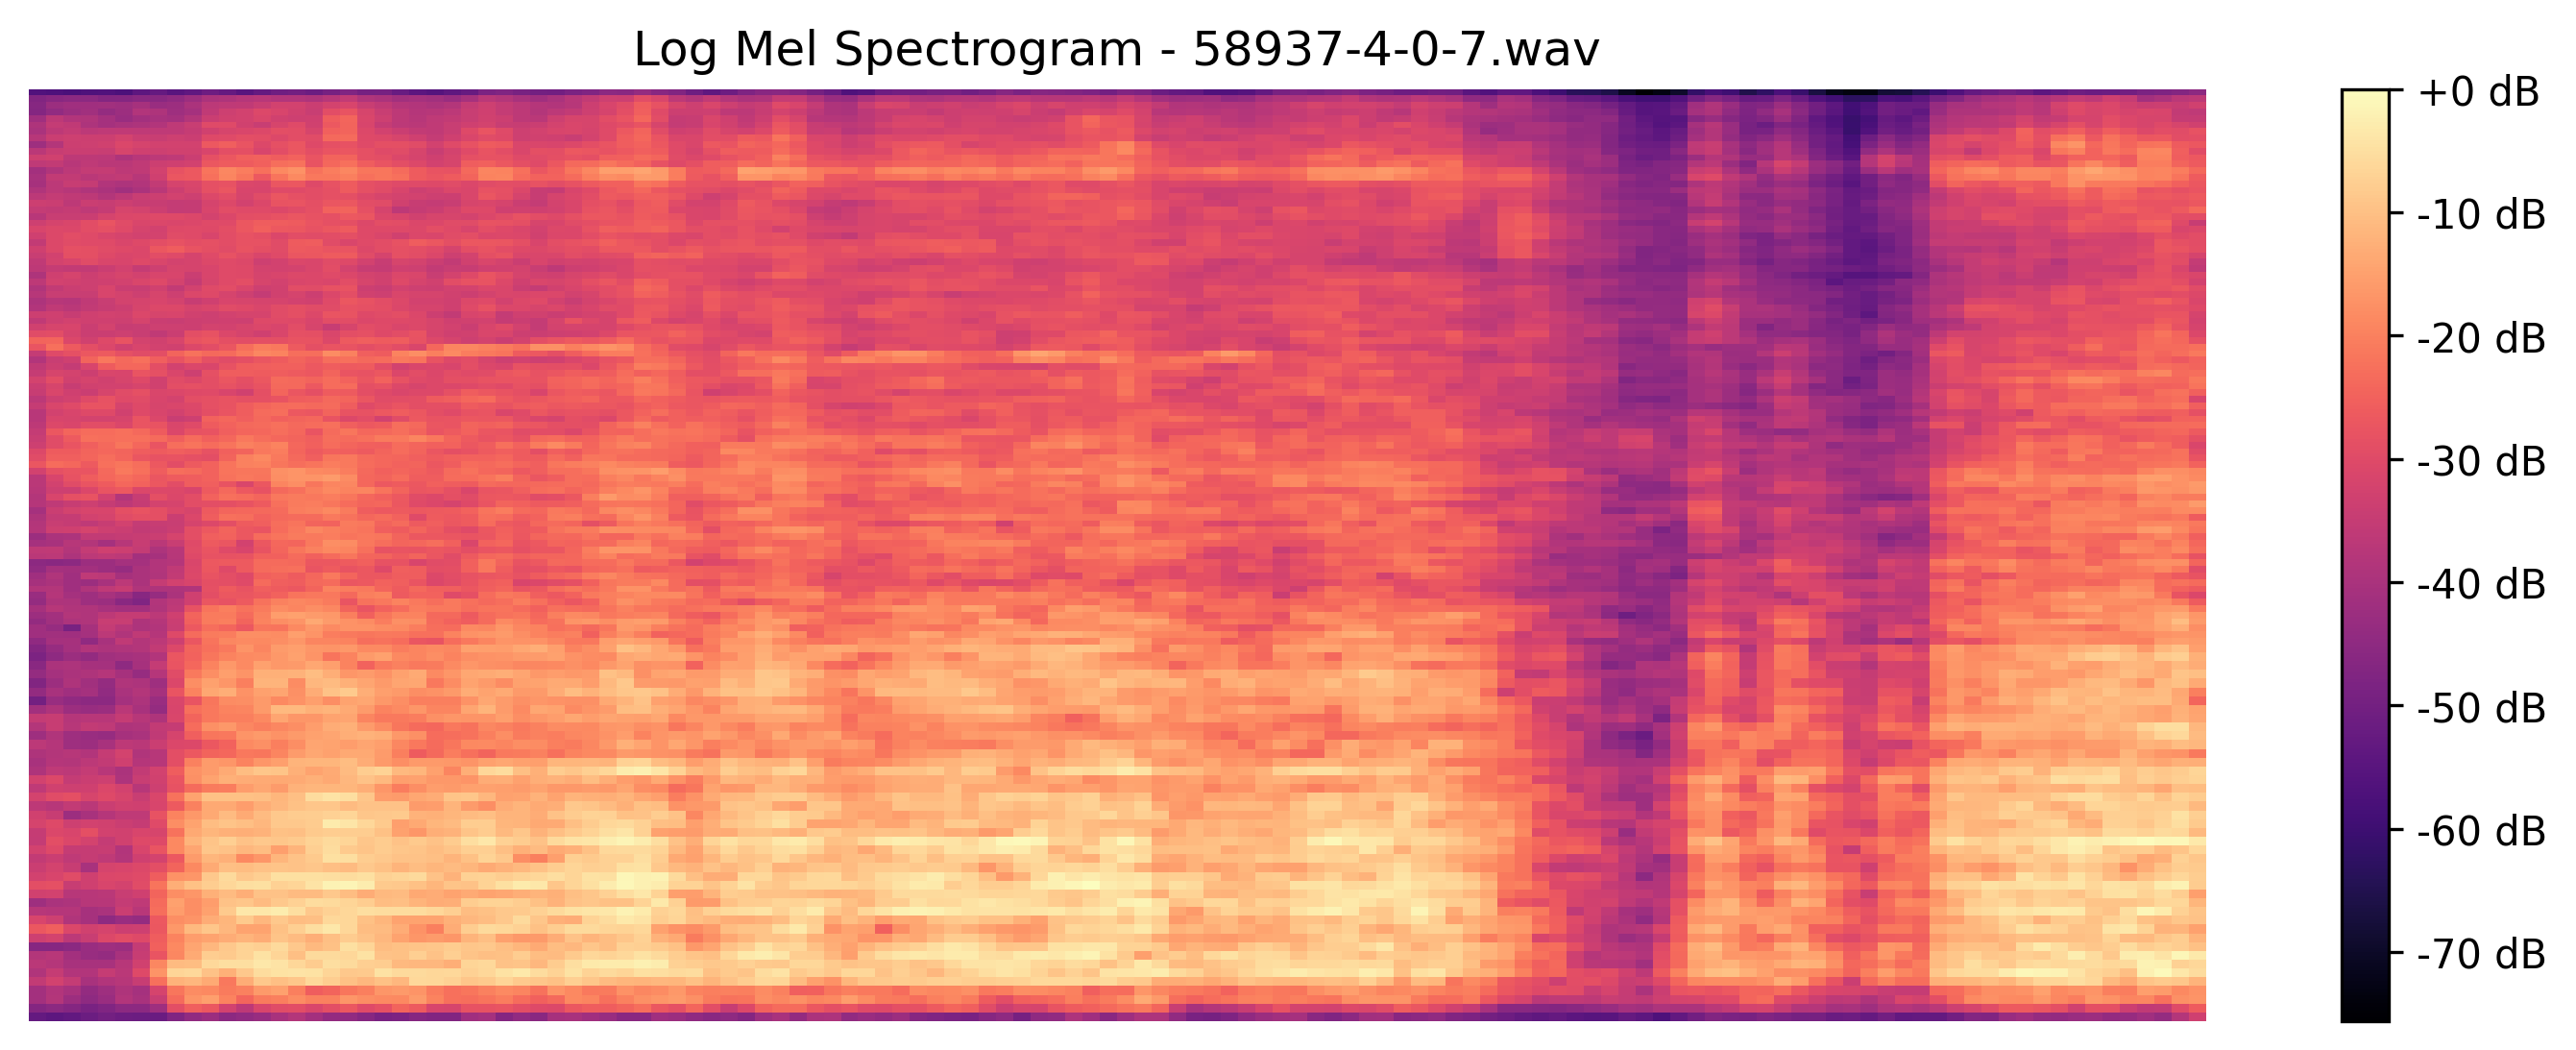 Log Mel Spectrogram - 58937-4-0-7.wav
+0 dB
-10 dB
-20 dB
-30 dB
-40 dB
-50 dB
-60 dB
-70 dB